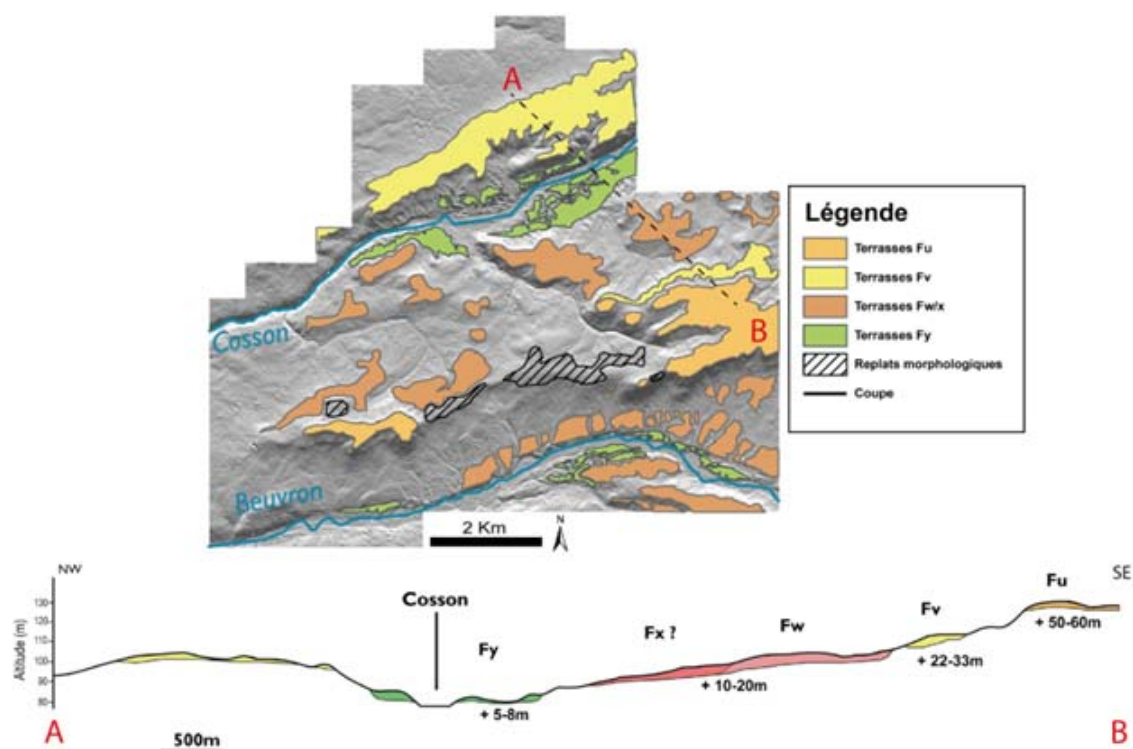 A
B
Cosson
Beuvron
2 Km
N
Légende
Terrasses Fu
Terrasses Fv
Terrasses Fw/x
Terrasses Fy
Replats morphologiques
Coupe
NW
SE
Altitude (m)
130
120
110
100
90
80
Cosson
Fy
Fx ?
Fw
Fv
Fu
+ 5-8m
+ 10-20m
+ 22-33m
+ 50-60m
A
B
500m